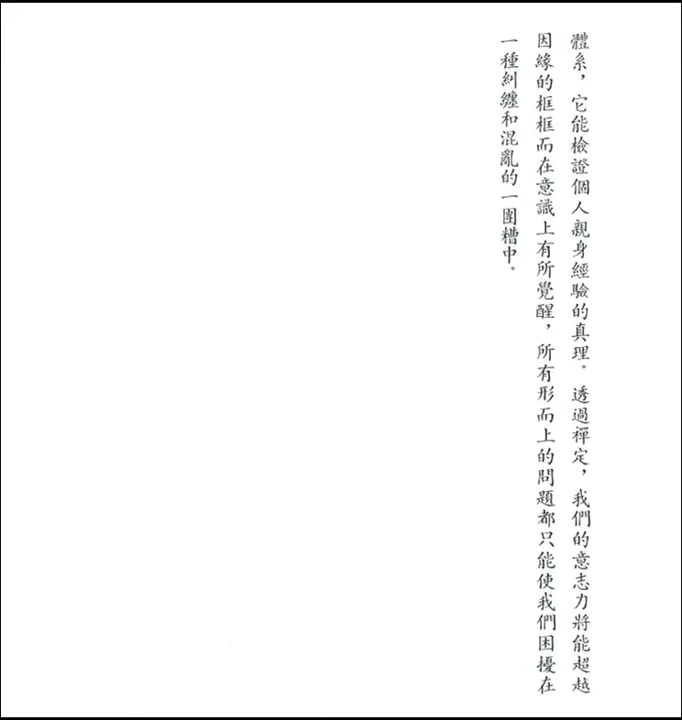 體系，它能檢證個人親身經驗的真理。透過禪定，我們的意志力將能超越
因緣的框框而在意識上有所覺醒，所有形而上的問題都只能使我們困擾在
一種糾纏和混亂的一團糟中。